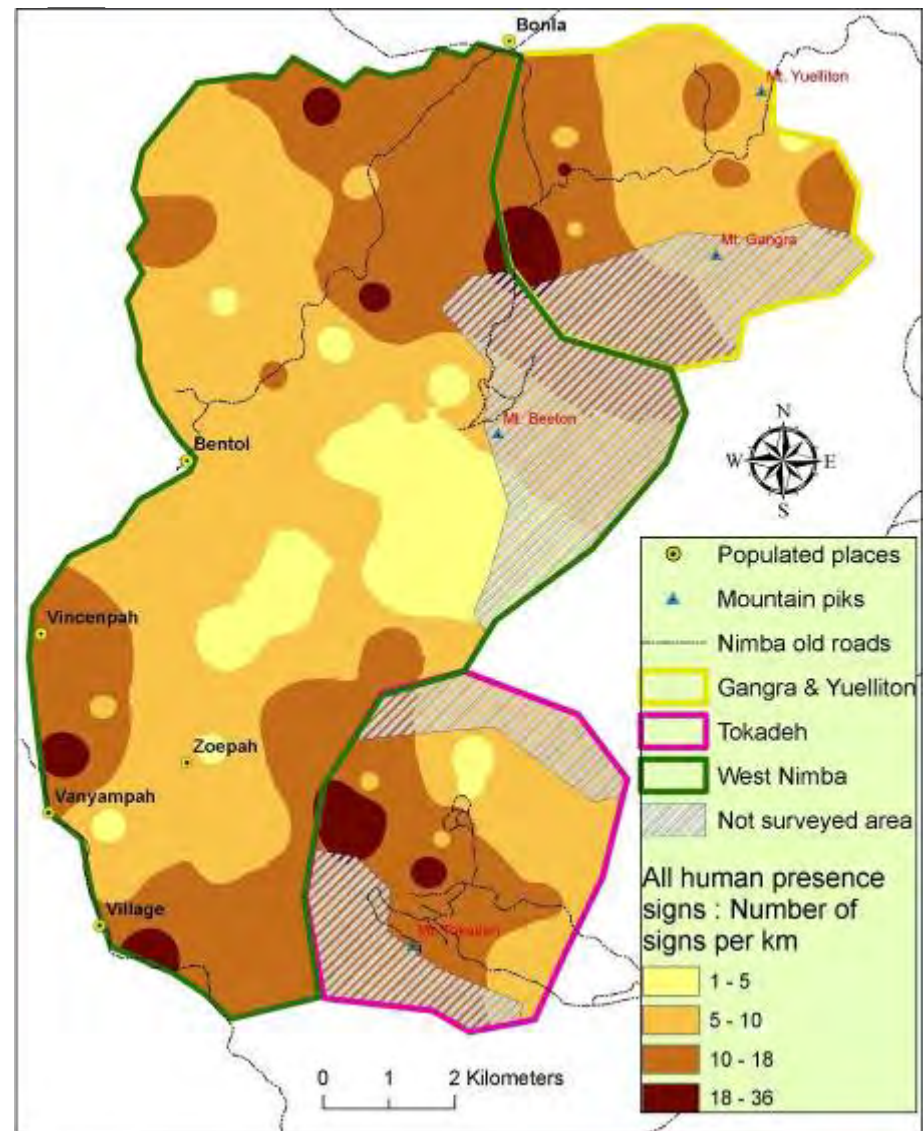 Bonla
Mt. Yuelliton
Mt. Gangra
Mt. Beeton
Bentol
N
W
E
S
Vincenpah
Zoepah
Vanyampah
Village
Mt. Tokadeh
Populated places
Mountain piks
Nimba old roads
Gangra & Yuelliton
Tokadeh
West Nimba
Not surveyed area
All human presence
signs : Number of
signs per km
1 - 5
5 - 10
10 - 18
18 - 36
0 1 2 Kilometers